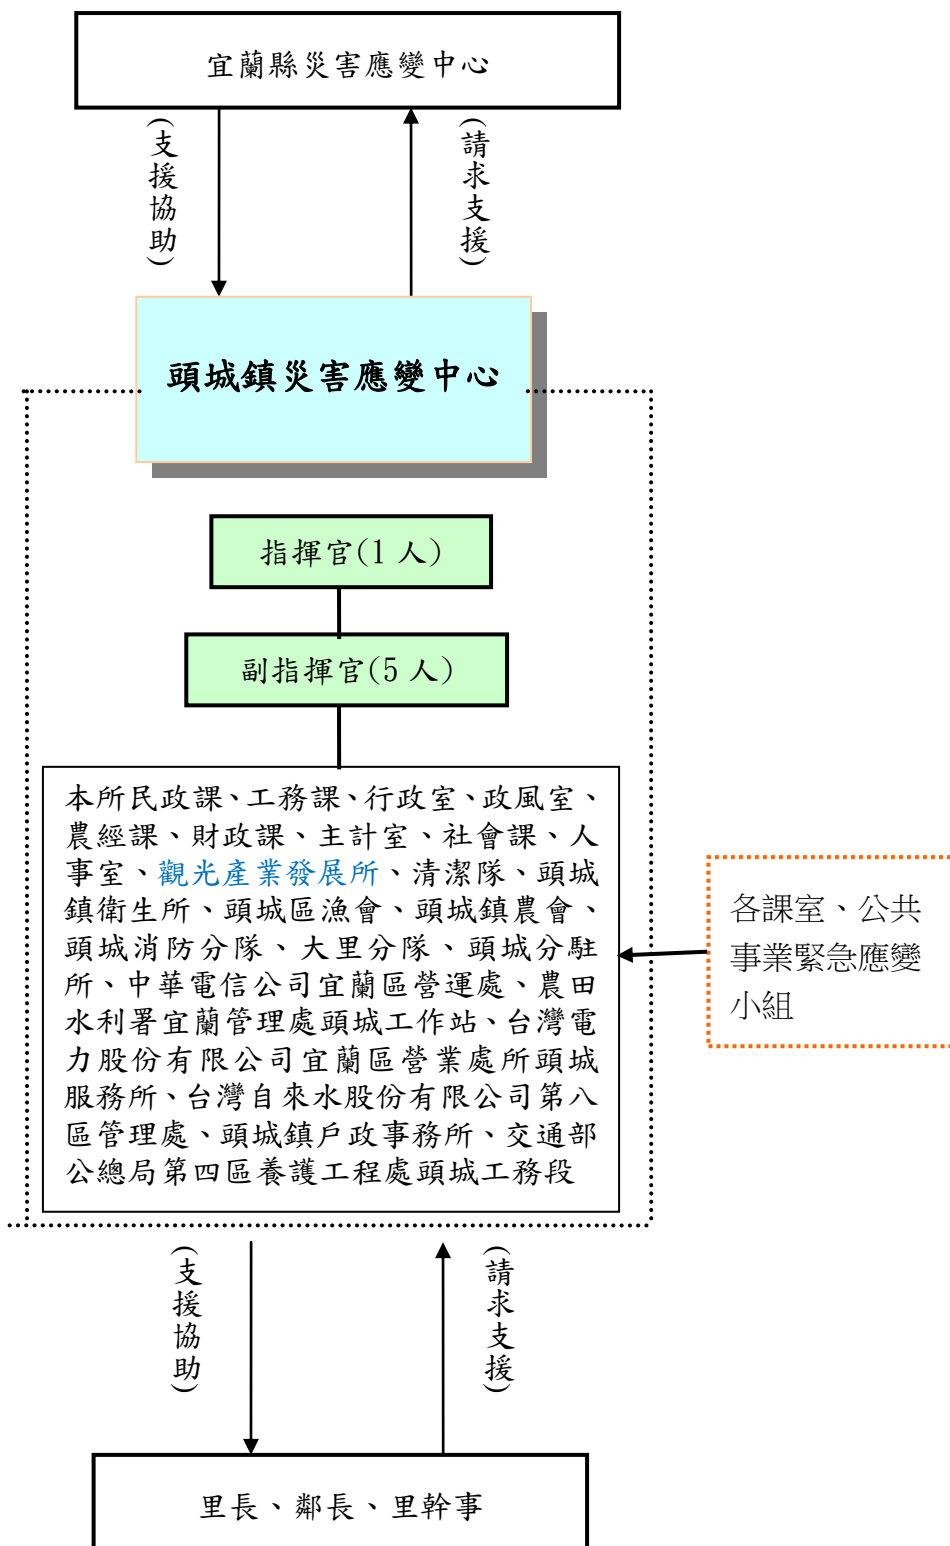 宜蘭縣災害應變中心
(支援協助)
(請求支援)
頭城鎮災害應變中心
指揮官(1 人)
副指揮官(5 人)
本所民政課、工務課、行政室、政風室、
農經課、財政課、主計室、社會課、人
事室、觀光產業發展所、清潔隊、頭城
鎮衛生所、頭城區漁會、頭城鎮農會、
頭城消防分隊、大里分隊、頭城分駐
所、中華電信公司宜蘭區營運處、農田
水利署宜蘭管理處頭城工作站、台灣電
力股份有限公司宜蘭區營業處所頭城
服務所、台灣自來水股份有限公司第八
區管理處、頭城鎮戶政事務所、交通部
公總局第四區養護工程處頭城工務段
各課室、公共
事業緊急應變
小組
(支援協助)
(請求支援)
里長、鄰長、里幹事